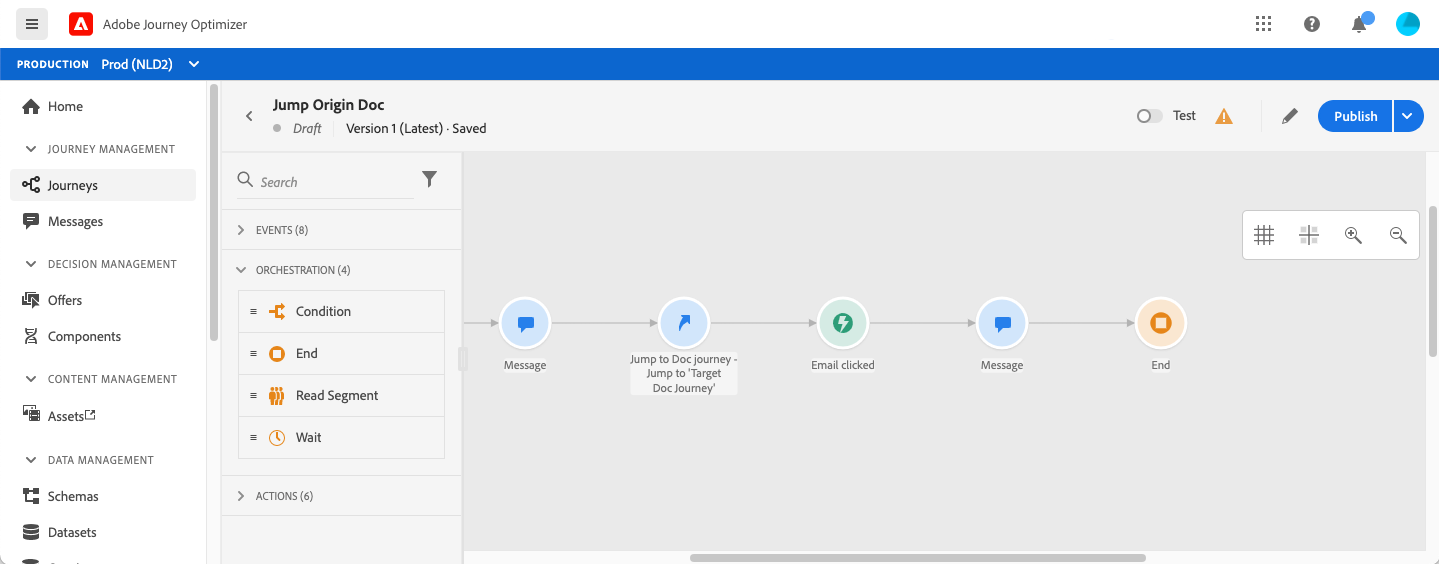 Adobe Journey Optimizer
PRODUCTION Prod (NLD2)
Home
JOURNEY MANAGEMENT
Journeys
Messages
DECISION MANAGEMENT
Offers
Components
CONTENT MANAGEMENT
Assets
DATA MANAGEMENT
Schemas
Datasets
Jump Origin Doc
Draft Version 1 (Latest) · Saved
Test
Publish
Search
EVENTS (8)
ORCHESTRATION (4)
Condition
End
Read Segment
Wait
ACTIONS (6)
Message
Jump to Doc journey -
Jump to 'Target
Doc Journey'
Email clicked
Message
End